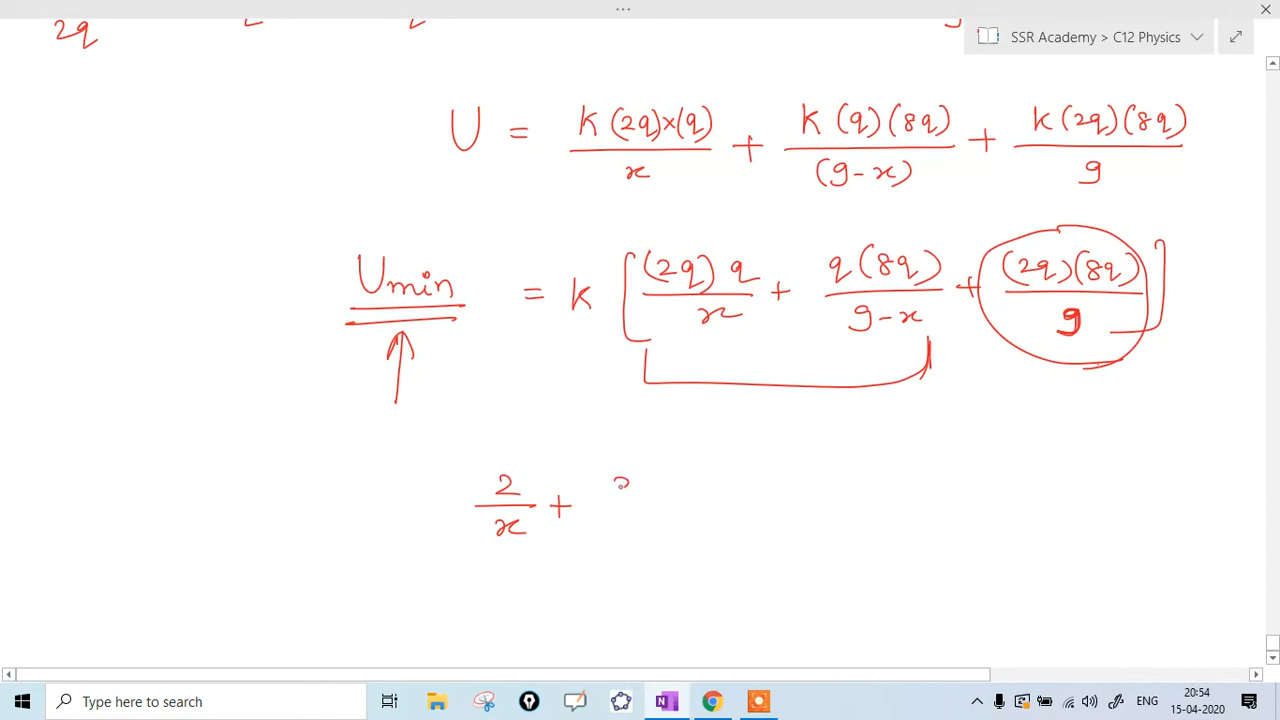 2q
SSR Academy > C12 Physics
U = k(2q)×(q)/x + k(q)(8q)/(9-x) + k(2q)(8q)/9
Umin = k [(2q)q/x + q(8q)/9-x + (2q)(8q)/9]
2/x +
Type here to search
ENG
20:54
15-04-2020